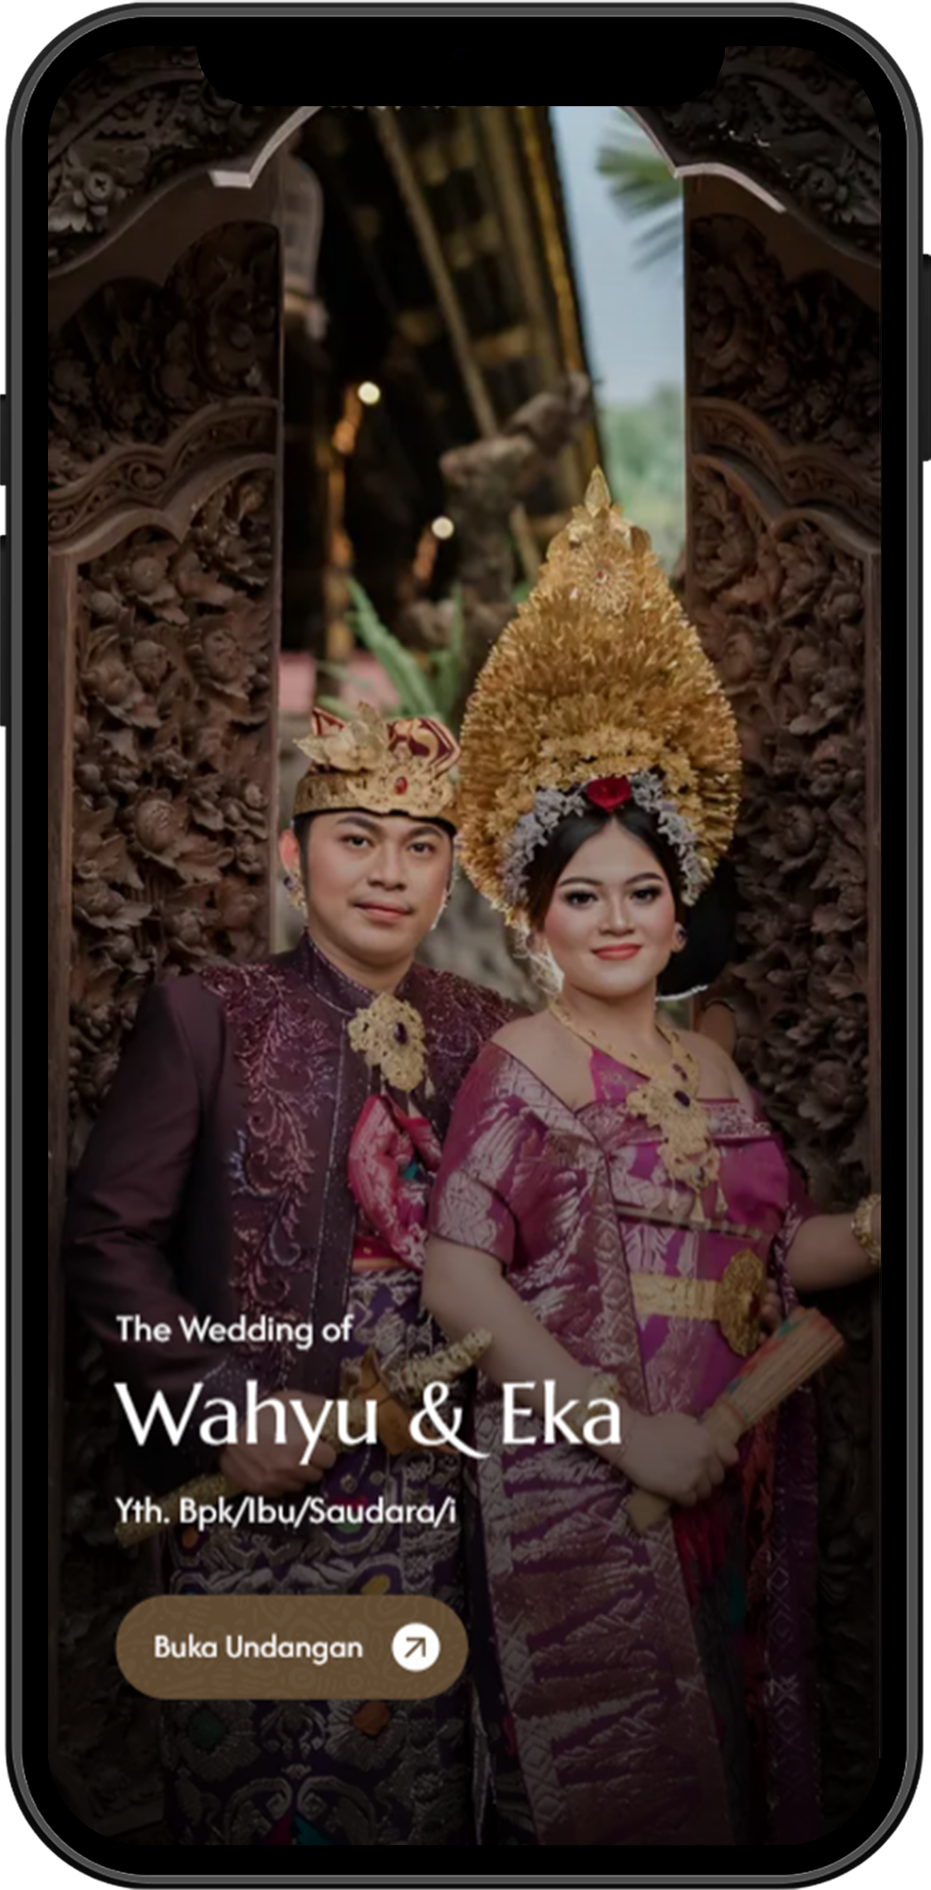 The Wedding of
Wahyu & Eka
Yth. Bpk/Ibu/Saudara/i
Buka Undangan